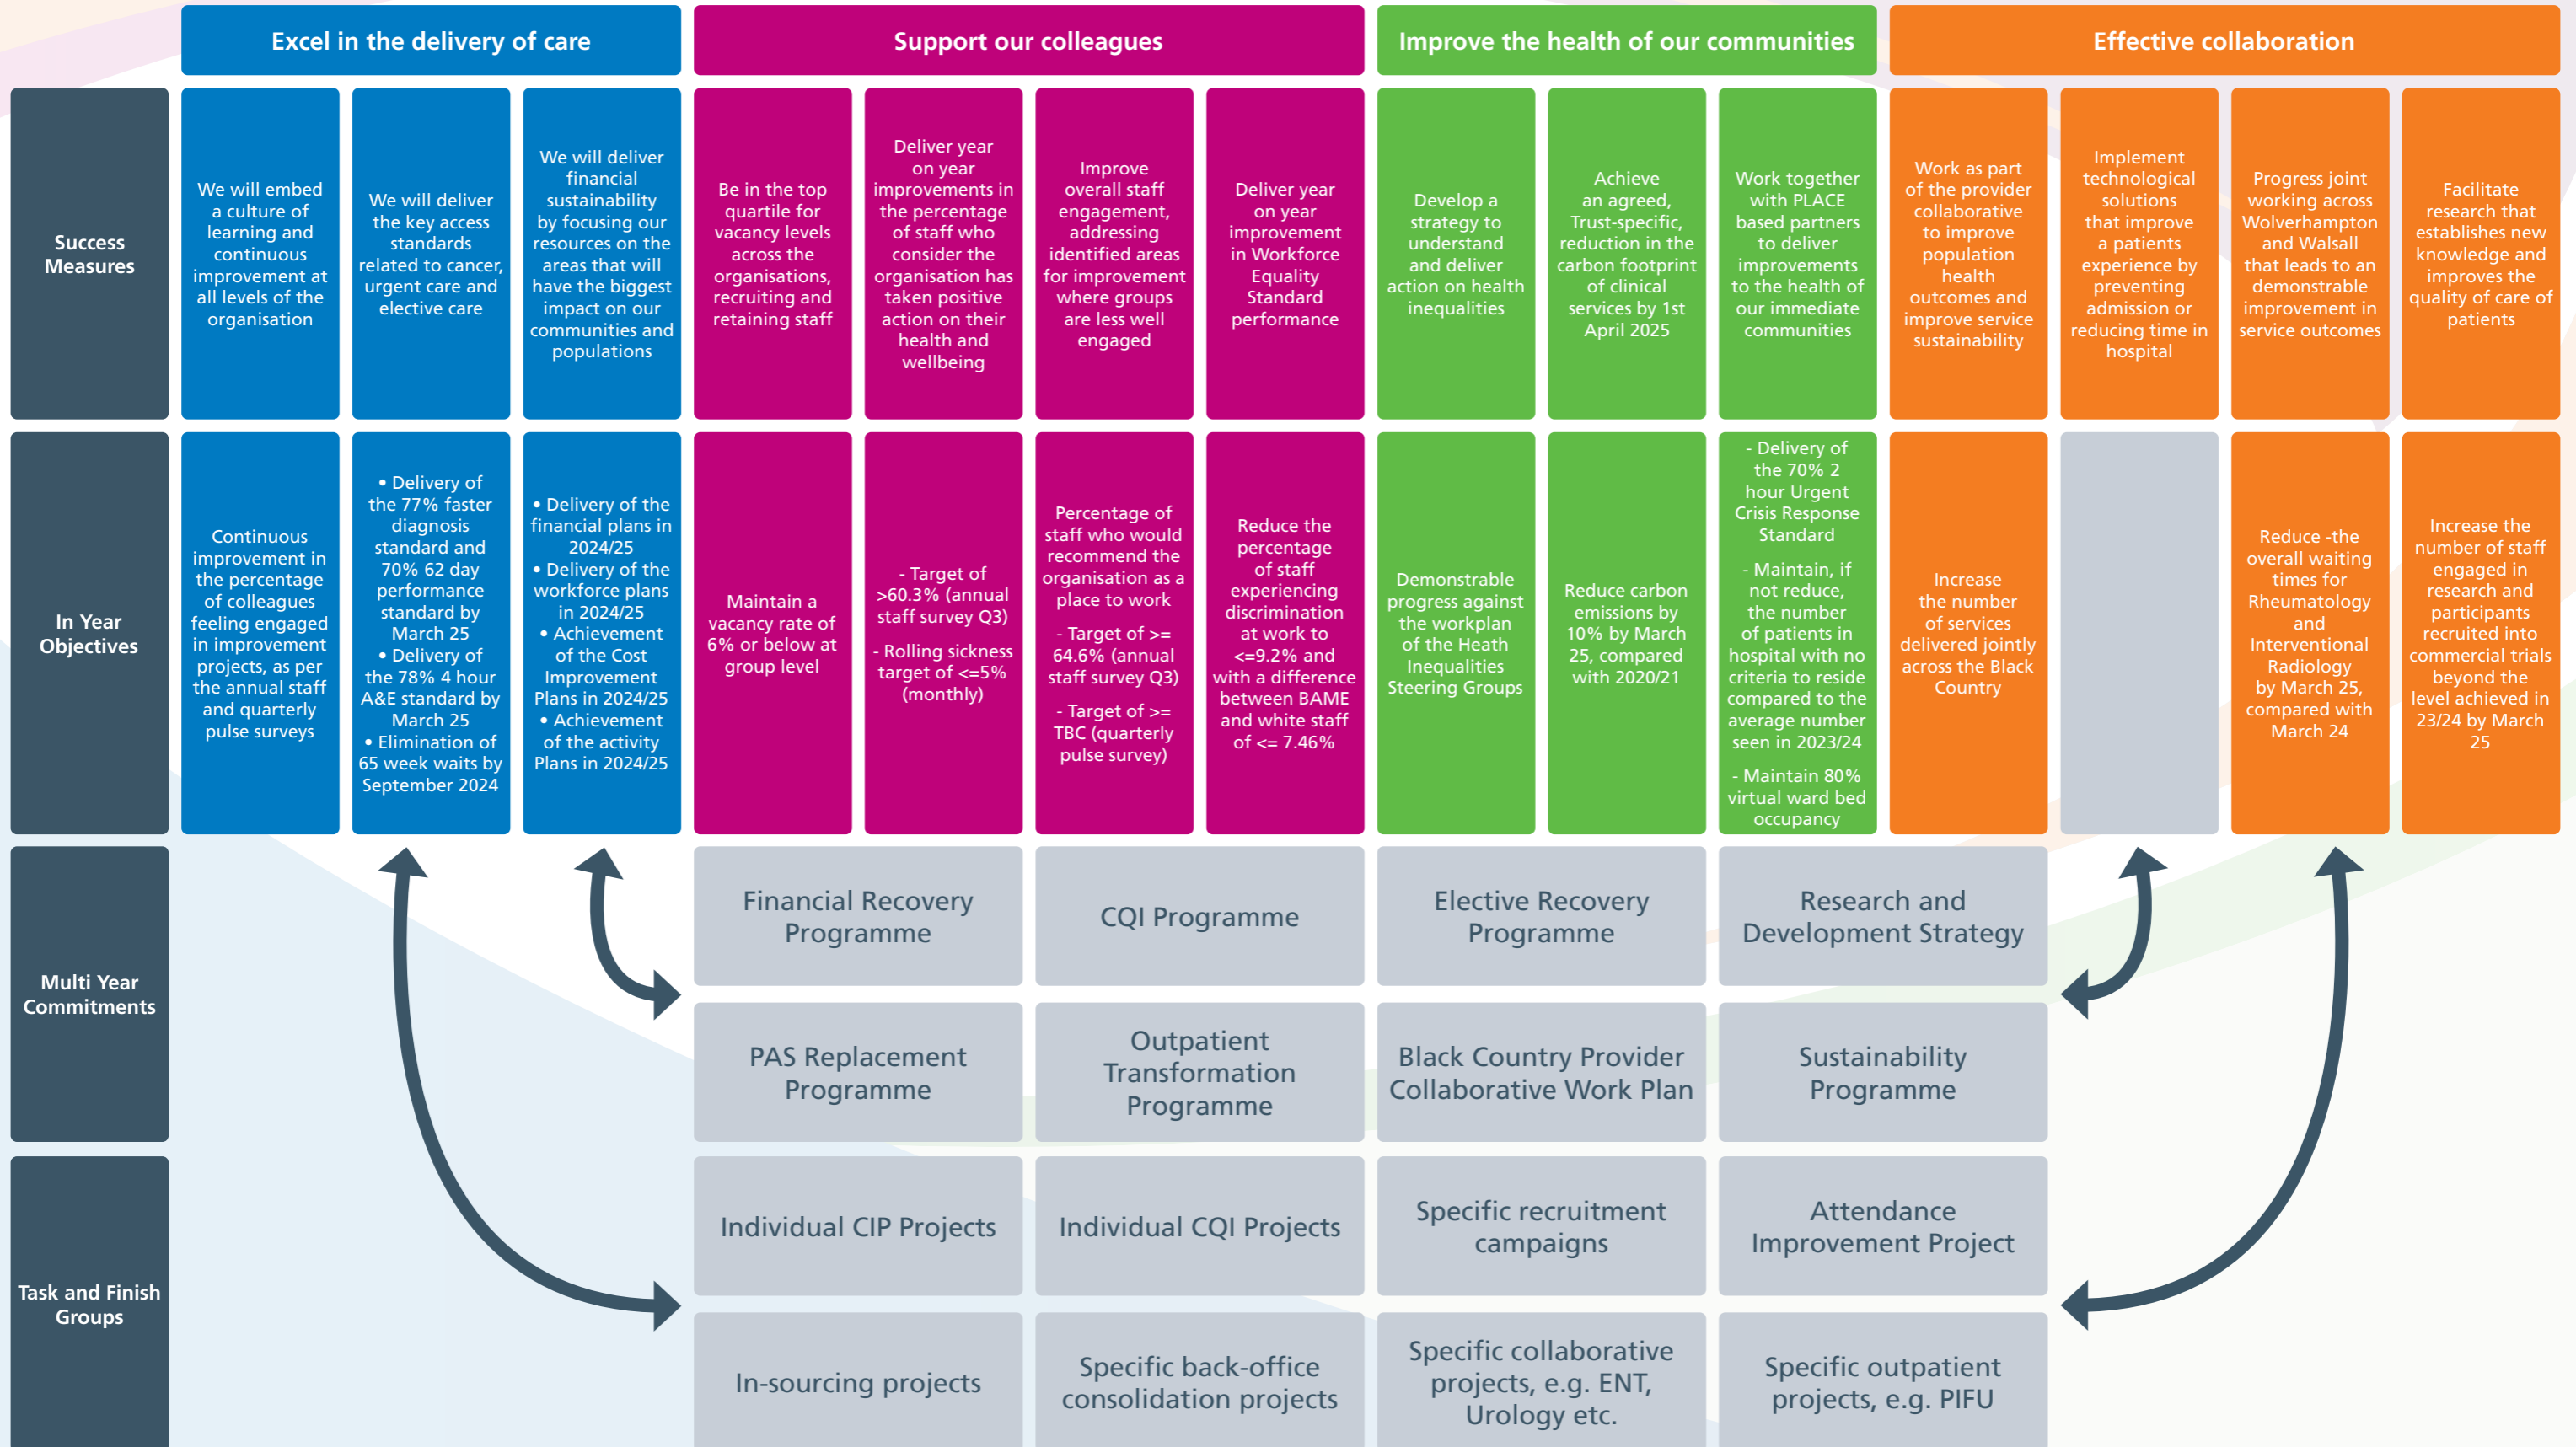 Excel in the delivery of care
Support our colleagues
Improve the health of our communities
Effective collaboration
Success
Measures
We will embed
a culture of
learning and
continuous
improvement at
all levels of the
organisation
We will deliver
the key access
standards
related to cancer,
urgent care and
elective care
We will deliver
financial
sustainability
by focusing our
resources on the
areas that will
have the biggest
impact on our
communities and
populations
Be in the top
quartile for
vacancy levels
across the
organisations,
recruiting and
retaining staff
Deliver year
on year
improvements in
the percentage
of staff who
consider the
organisation has
taken positive
action on their
health and
wellbeing
Improve
overall staff
engagement,
addressing
identified areas
for improvement
where groups
are less well
engaged
Deliver year
on year
improvement
in Workforce
Equality
Standard
performance
Develop a
strategy to
understand
and deliver
action on health
inequalities
Achieve
an agreed,
Trust-specific,
reduction in the
carbon footprint
of clinical
services by 1st
April 2025
Work together
with PLACE
based partners
to deliver
improvements
to the health of
our immediate
communities
Work as part
of the provider
collaborative
to improve
population
health
outcomes and
improve service
sustainability
Implement
technological
solutions
that improve
a patients
experience by
preventing
admission or
reducing time in
hospital
Progress joint
working across
Wolverhampton
and Walsall
that leads to an
demonstrable
improvement in
service outcomes
Facilitate
research that
establishes new
knowledge and
improves the
quality of care of
patients
In Year
Objectives
Continuous
improvement in
the percentage
of colleagues
feeling engaged
in improvement
projects, as per
the annual staff
and quarterly
pulse surveys
• Delivery of
the 77% faster
diagnosis
standard and
70% 62 day
performance
standard by
March 25
• Delivery of
the 78% 4 hour
A&E standard by
March 25
• Elimination of
65 week waits by
September 2024
• Delivery of the
financial plans in
2024/25
• Delivery of the
workforce plans
in 2024/25
• Achievement
of the Cost
Improvement
Plans in 2024/25
• Achievement
of the activity
Plans in 2024/25
Maintain a
vacancy rate of
6% or below at
group level
- Target of
>60.3% (annual
staff survey Q3)
- Rolling sickness
target of <=5%
(monthly)
Percentage of
staff who would
recommend the
organisation as a
place to work
- Target of >=
64.6% (annual
staff survey Q3)
- Target of >=
TBC (quarterly
pulse survey)
Reduce the
percentage
of staff
experiencing
discrimination
at work to
<=9.2% and
with a difference
between BAME
and white staff
of <= 7.46%
Demonstrable
progress against
the workplan
of the Heath
Inequalities
Steering Groups
Reduce carbon
emissions by
10% by March
25, compared
with 2020/21
- Delivery of
the 70% 2
hour Urgent
Crisis Response
Standard
- Maintain, if
not reduce,
the number
of patients in
hospital with no
criteria to reside
compared to the
average number
seen in 2023/24
- Maintain 80%
virtual ward bed
occupancy
Increase
the number
of services
delivered jointly
across the Black
Country
Reduce -the
overall waiting
times for
Rheumatology
and
Interventional
Radiology
by March 25,
compared with
March 24
Increase the
number of staff
engaged in
research and
participants
recruited into
commercial trials
beyond the
level achieved in
23/24 by March
25
Multi Year
Commitments
Financial Recovery
Programme
CQI Programme
Elective Recovery
Programme
Research and
Development Strategy
PAS Replacement
Programme
Outpatient
Transformation
Programme
Black Country Provider
Collaborative Work Plan
Sustainability
Programme
Task and Finish
Groups
Individual CIP Projects
Individual CQI Projects
Specific recruitment
campaigns
Attendance
Improvement Project
In-sourcing projects
Specific back-office
consolidation projects
Specific collaborative
projects, e.g. ENT,
Urology etc.
Specific outpatient
projects, e.g. PIFU